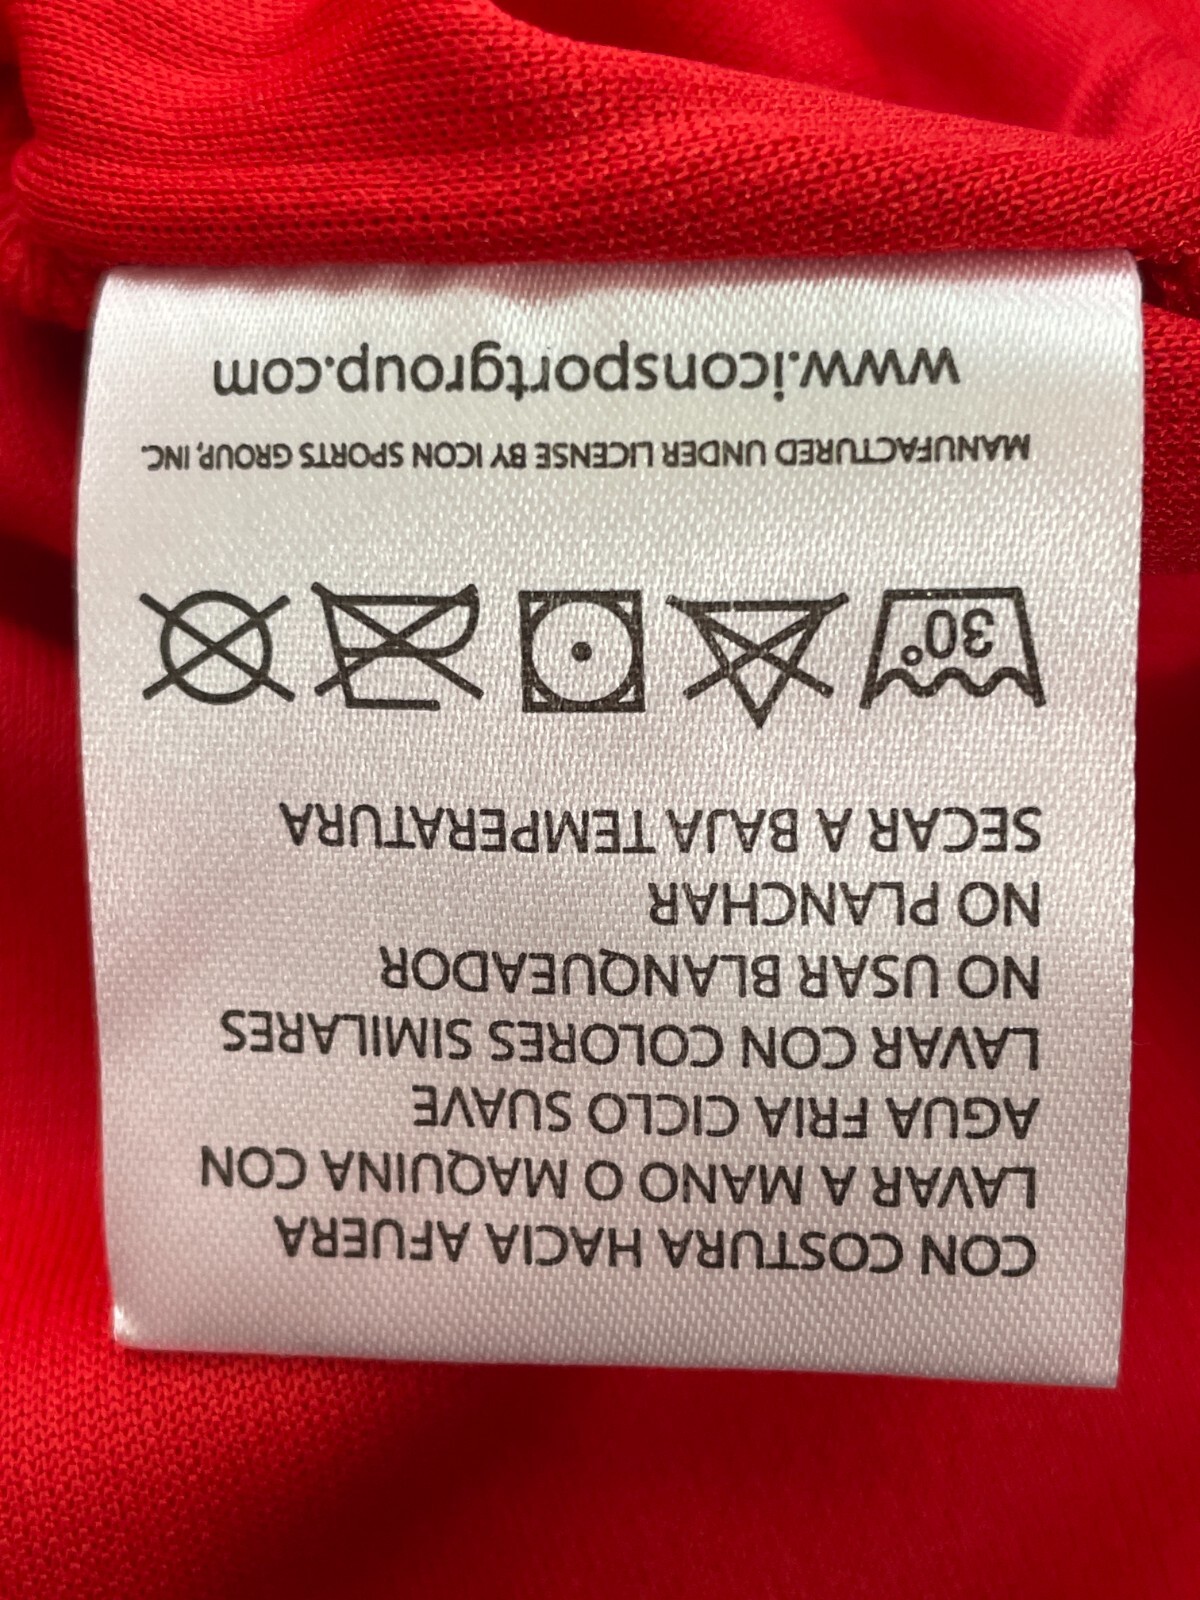 CON COSTURA HACIA AFUERA
LAVAR A MANO O MAQUINA CON
AGUA FRIA CICLO SUAVE
LAVAR CON COLORES SIMILARES
NO USAR BLANQUEADOR
NO PLANCHAR
SECAR A BAJA TEMPERATURA
30°
MANUFACTURED UNDER LICENSE BY ICON SPORTS GROUP, INC.
www.iconsportgroup.com